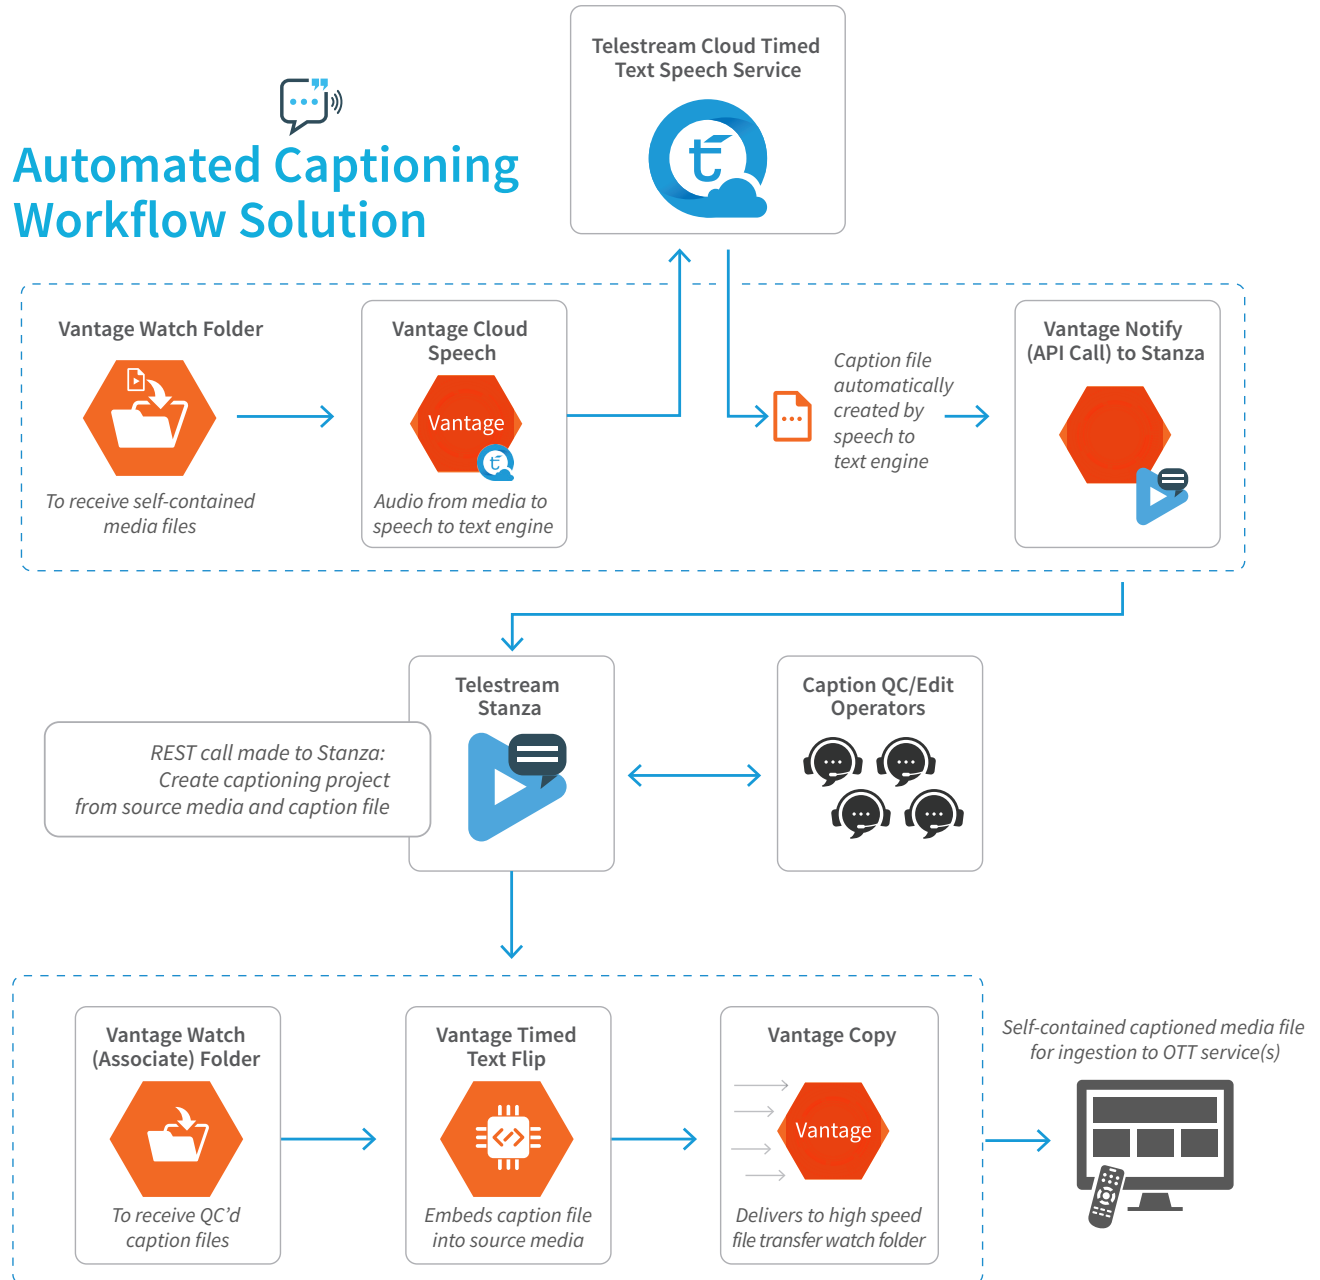 Telestream Cloud Timed
Text Speech Service
Automated Captioning
Workflow Solution
Vantage Watch Folder
To receive self-contained
media files
Vantage Cloud
Speech
Vantage
Audio from media to
speech to text engine
Caption file
automatically
created by
speech to
text engine
Vantage Notify
(API Call) to Stanza
Telestream
Stanza
REST call made to Stanza:
Create captioning project
from source media and caption file
Caption QC/Edit
Operators
Vantage Watch
(Associate) Folder
To receive QC’d
caption files
Vantage Timed
Text Flip
Embeds caption file
into source media
Vantage Copy
Vantage
Delivers to high speed
file transfer watch folder
Self-contained captioned media file
for ingestion to OTT service(s)